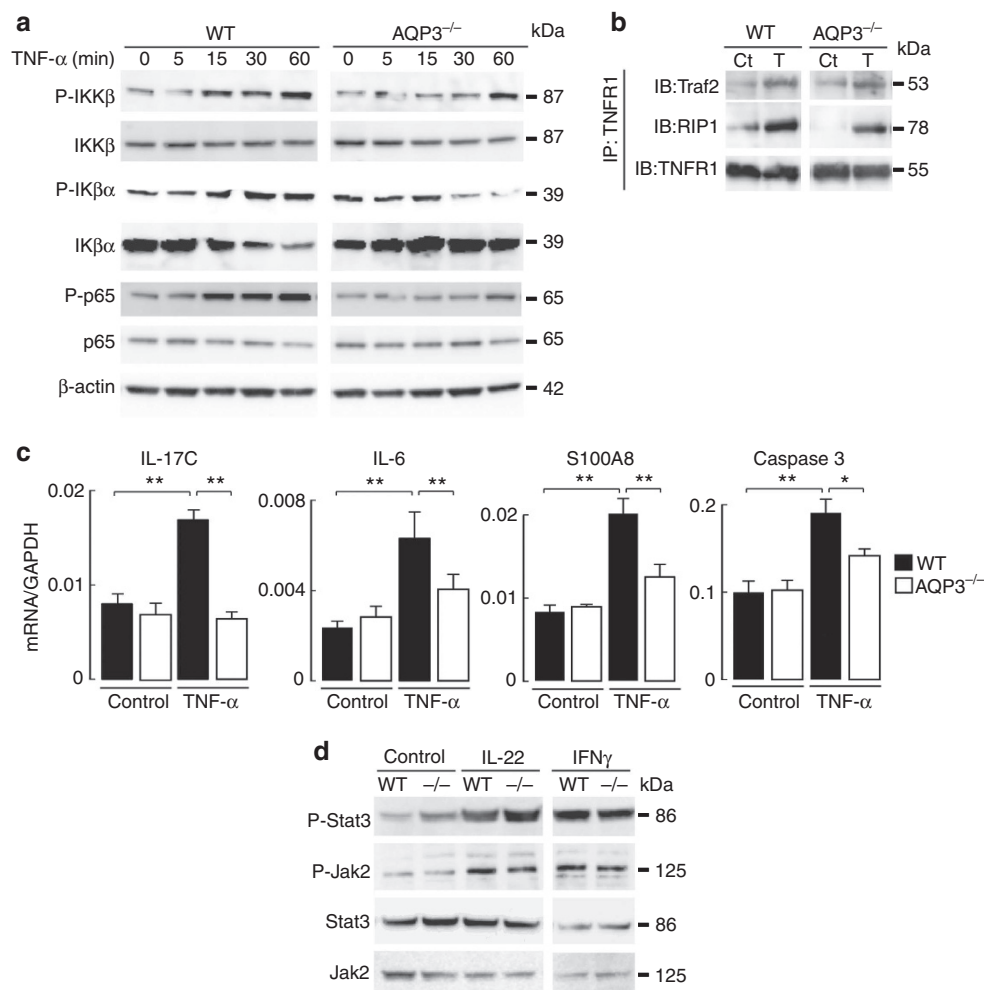 a
WT AQP3–/– kDa
TNF-α (min) 0 5 15 30 60 0 5 15 30 60
P-IKKβ 87
IKKβ 87
P-IKβα 39
IKβα 39
P-p65 65
p65 65
β-actin 42
b
WT AQP3–/–
Ct T Ct T kDa
IP: TNFR1
IB:Traf2 53
IB:RIP1 78
IB:TNFR1 55
c
IL-17C IL-6 S100A8 Caspase 3
** ** ** ** ** ** ** *
mRNA/GAPDH
0.02 0.01 0
0.008 0.004 0
0.02 0.01 0
0.2 0.1 0
WT
AQP3–/–
Control TNF-α Control TNF-α Control TNF-α Control TNF-α
d
Control IL-22 IFNγ
WT –/– WT –/– WT –/– kDa
P-Stat3 86
P-Jak2 125
Stat3 86
Jak2 125